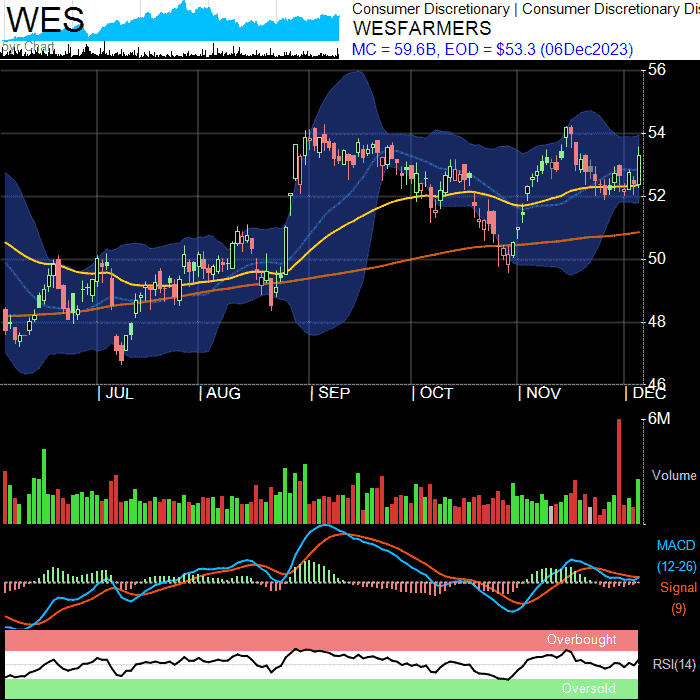 WES
5yr Chart
Consumer Discretionary | Consumer Discretionary Dis
WESFARMERS
MC = 59.6B, EOD = $53.3 (06Dec2023)
56
54
52
50
48
46
| JUL | AUG | SEP | OCT | NOV | DEC
6M
Volume
MACD
(12-26)
Signal
(9)
Overbought
RSI(14)
Oversold